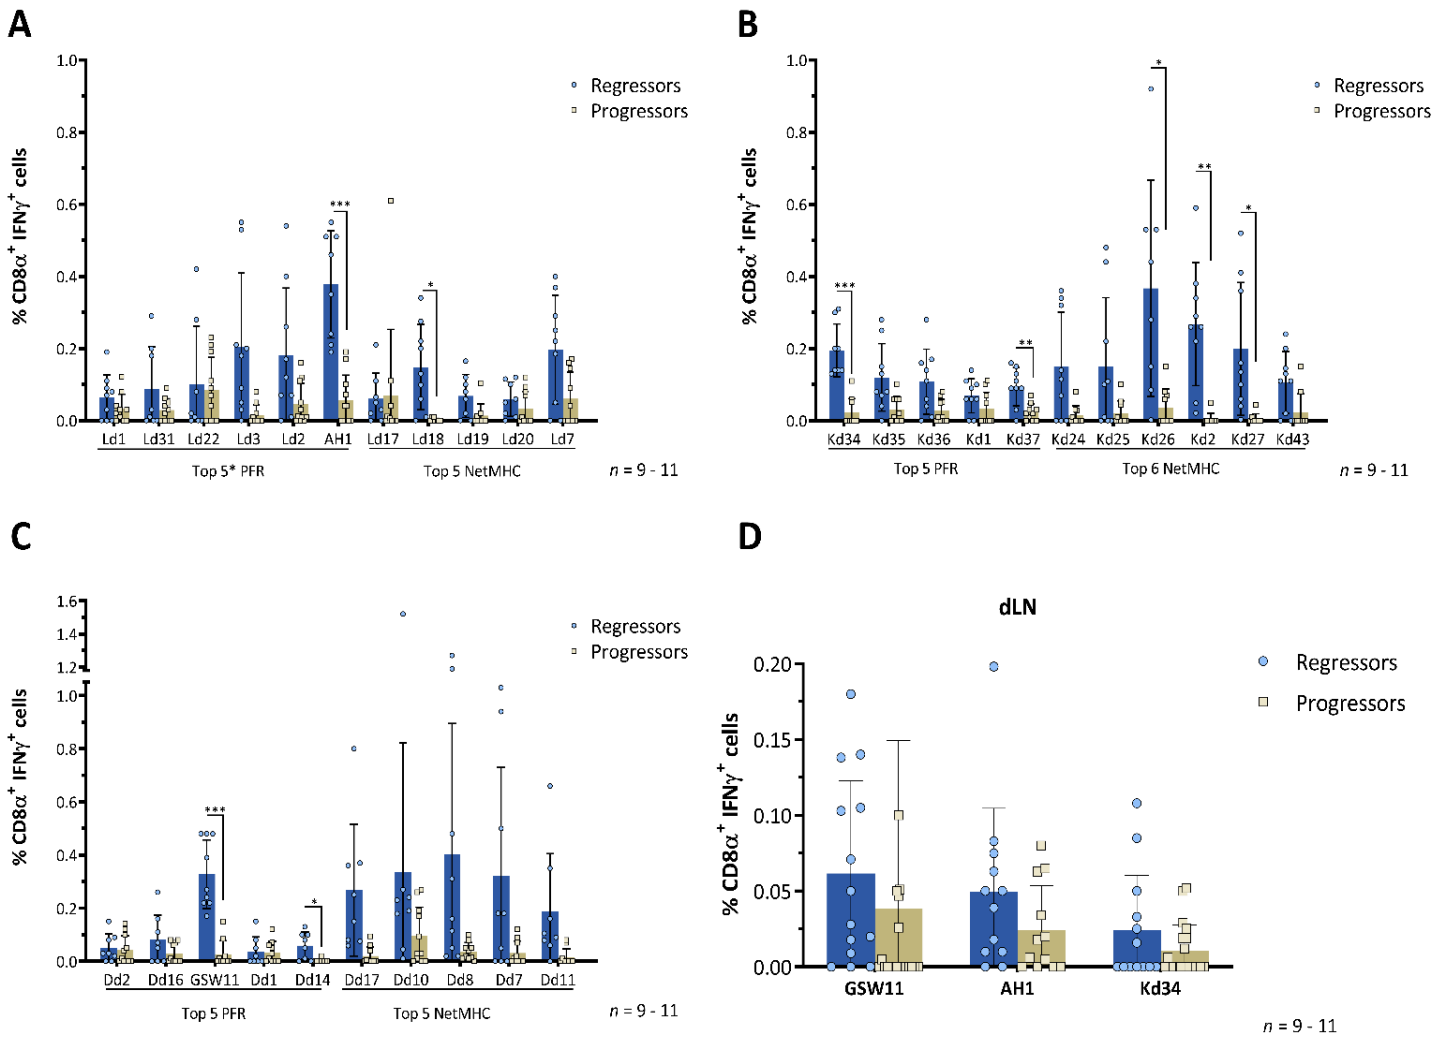 A
% CD8α+ IFNγ+ cells
1.0
0.8
0.6
0.4
0.2
0.0
Regressors
Progressors
***
*
Ld1 Ld31 Ld22 Ld3 Ld2 AH1 Ld17 Ld18 Ld19 Ld20 Ld7
Top 5* PFR Top 5 NetMHC
n = 9 - 11
B
% CD8α+ IFNγ+ cells
1.0
0.8
0.6
0.4
0.2
0.0
Regressors
Progressors
*** ** * ** *
Kd34 Kd35 Kd36 Kd1 Kd37 Kd24 Kd25 Kd26 Kd2 Kd27 Kd43
Top 5 PFR Top 6 NetMHC
n = 9 - 11
C
% CD8α+ IFNγ+ cells
1.6
1.4
1.2
1.0
0.8
0.6
0.4
0.2
0.0
Regressors
Progressors
***
*
Dd2 Dd16 GSW11 Dd1 Dd14 Dd17 Dd10 Dd8 Dd7 Dd11
Top 5 PFR Top 5 NetMHC
n = 9 - 11
D
dLN
% CD8α+ IFNγ+ cells
0.20
0.15
0.10
0.05
0.00
Regressors
Progressors
GSW11 AH1 Kd34
n = 9 - 11